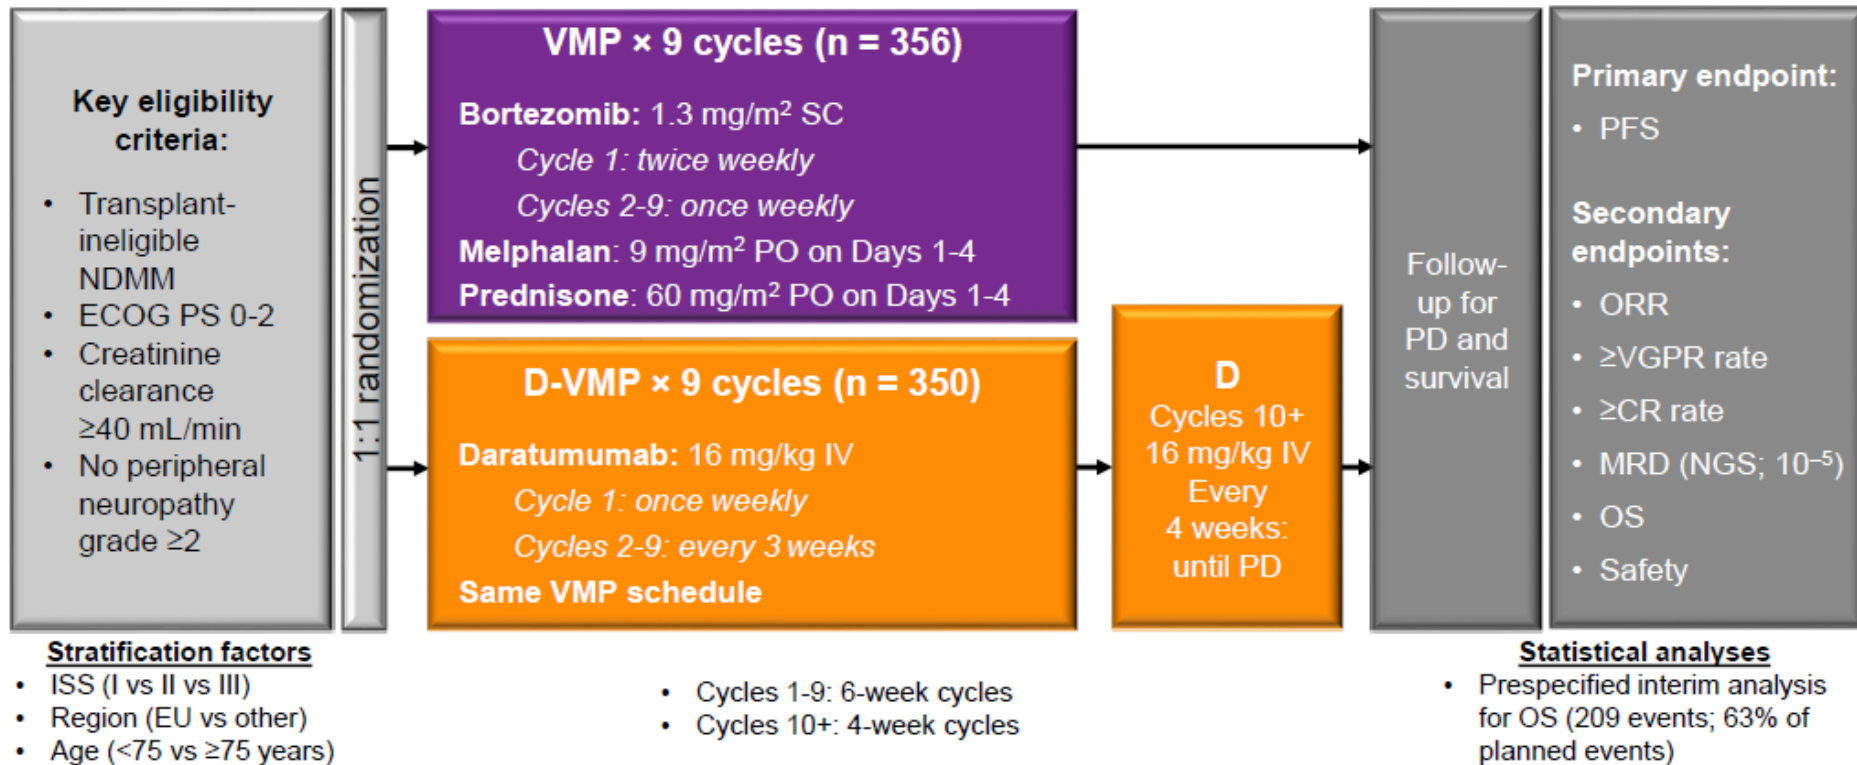 Key eligibility
criteria:
• Transplant-
ineligible
NDMM
• ECOG PS 0-2
• Creatinine
clearance
≥40 mL/min
• No peripheral
neuropathy
grade ≥2
1:1 randomization
VMP × 9 cycles (n = 356)
Bortezomib: 1.3 mg/m² SC
Cycle 1: twice weekly
Cycles 2-9: once weekly
Melphalan: 9 mg/m² PO on Days 1-4
Prednisone: 60 mg/m² PO on Days 1-4
D-VMP × 9 cycles (n = 350)
Daratumumab: 16 mg/kg IV
Cycle 1: once weekly
Cycles 2-9: every 3 weeks
Same VMP schedule
D
Cycles 10+
16 mg/kg IV
Every
4 weeks:
until PD
Follow-
up for
PD and
survival
Primary endpoint:
• PFS
Secondary
endpoints:
• ORR
• ≥VGPR rate
• ≥CR rate
• MRD (NGS; 10⁻⁵)
• OS
• Safety
Stratification factors
• ISS (I vs II vs III)
• Region (EU vs other)
• Age (<75 vs ≥75 years)
• Cycles 1-9: 6-week cycles
• Cycles 10+: 4-week cycles
Statistical analyses
• Prespecified interim analysis
for OS (209 events; 63% of
planned events)